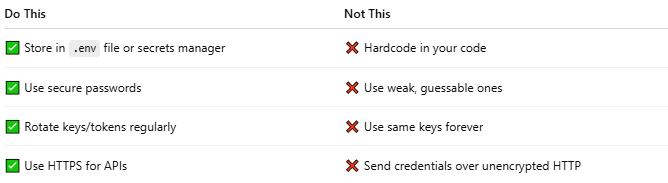 Do This Not This
✅ Store in .env file or secrets manager ❌ Hardcode in your code
✅ Use secure passwords ❌ Use weak, guessable ones
✅ Rotate keys/tokens regularly ❌ Use same keys forever
✅ Use HTTPS for APIs ❌ Send credentials over unencrypted HTTP